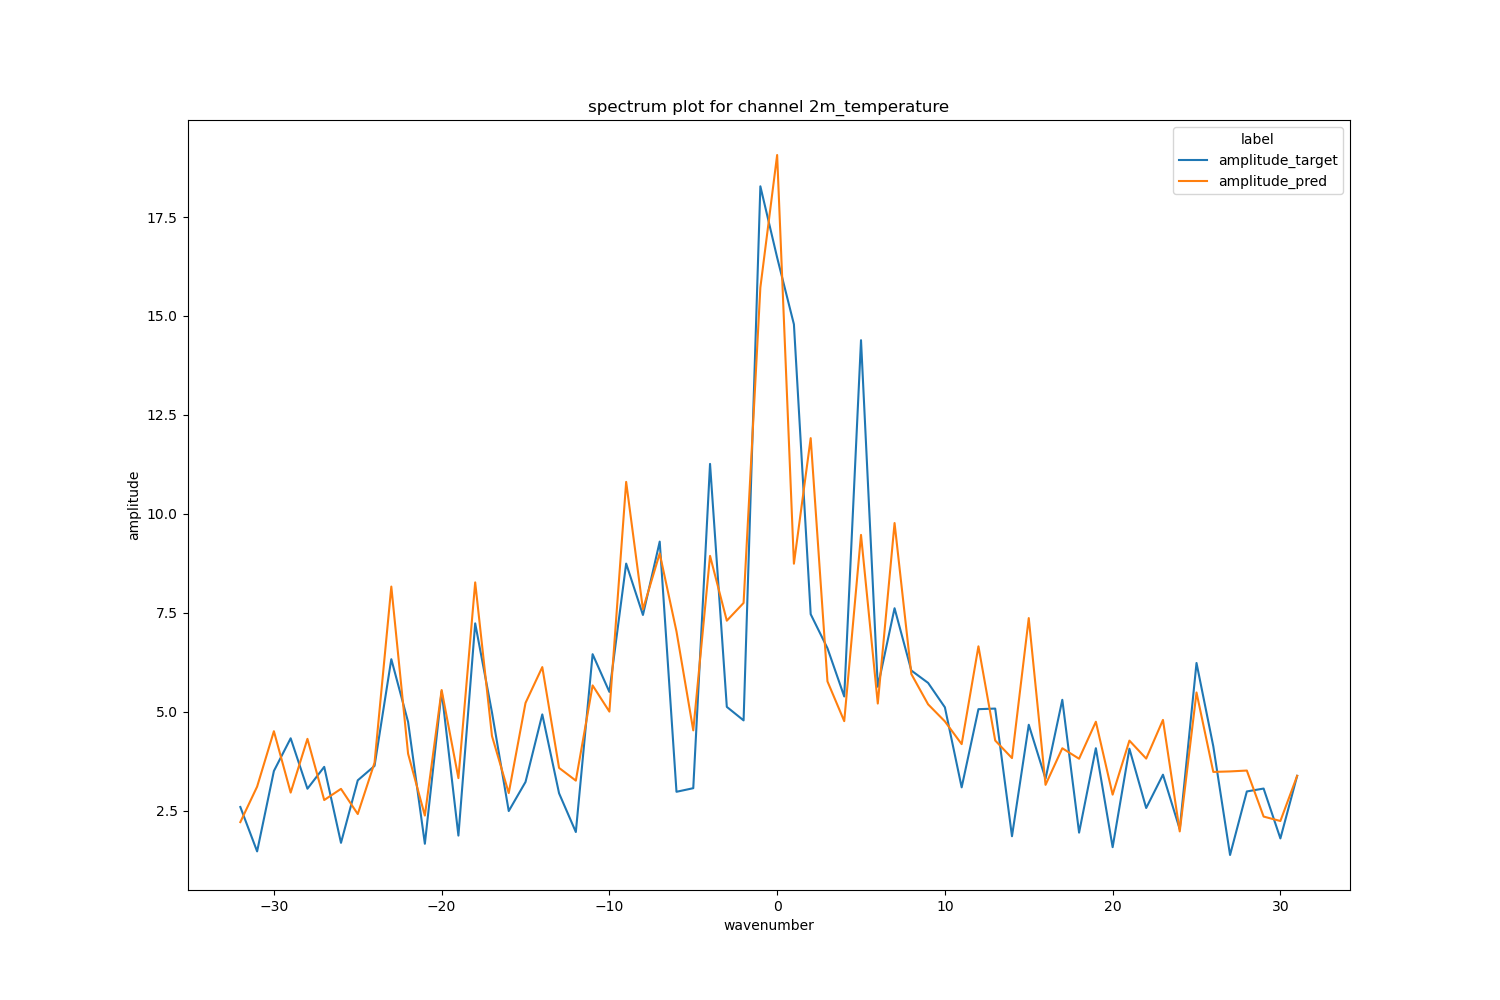 spectrum plot for channel 2m_temperature
label
amplitude_target
amplitude_pred
17.5
15.0
12.5
10.0
7.5
5.0
2.5
amplitude
−30
−20
−10
0
10
20
30
wavenumber